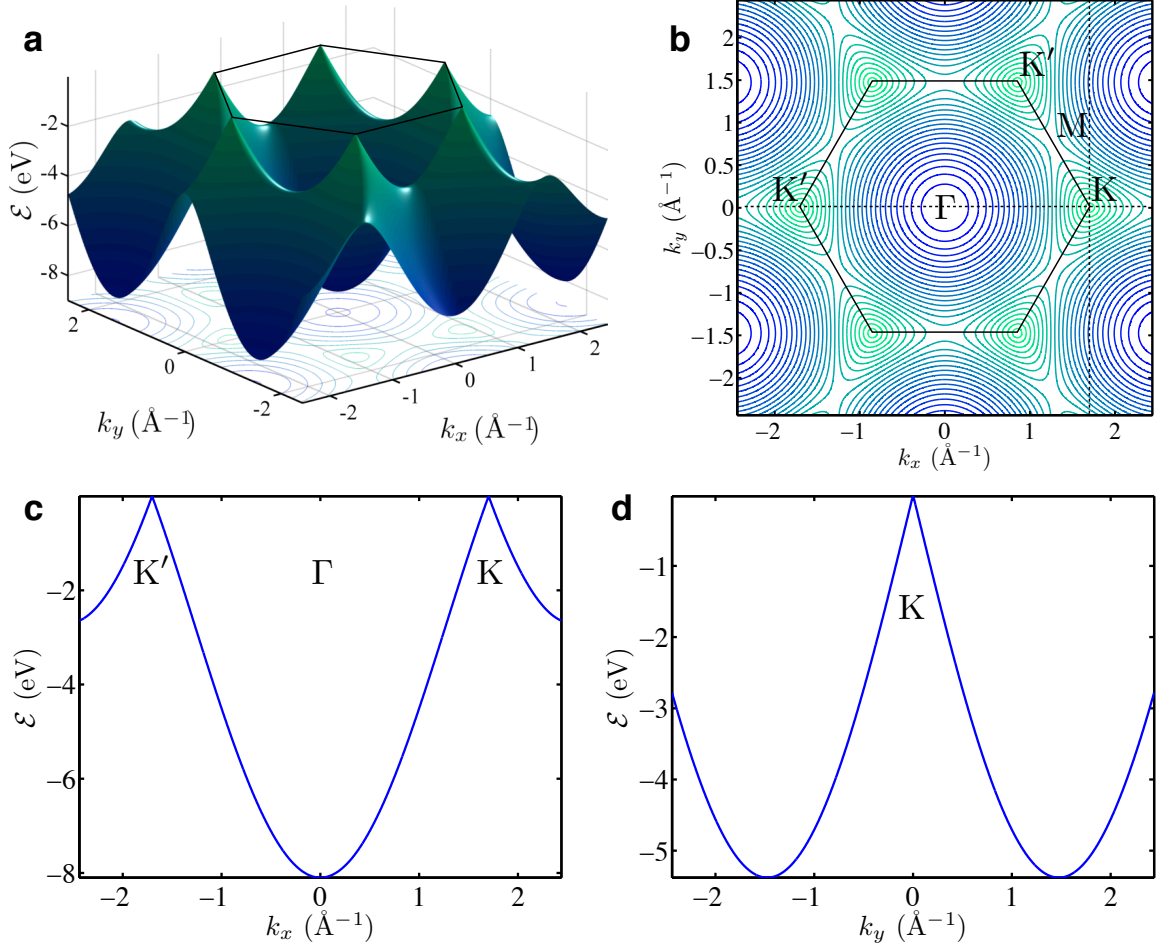 a
ℰ (eV)
−2
−4
−6
−8
2
0
−2
k_y (Å⁻¹)
−2
−1
0
1
2
k_x (Å⁻¹)
b
k_y (Å⁻¹)
2
1.5
1
0.5
0
−0.5
−1
−1.5
−2
K′
M
K′
Γ
K
−2
−1
0
1
2
k_x (Å⁻¹)
c
ℰ (eV)
−2
−4
−6
−8
K′
Γ
K
−2
−1
0
1
2
k_x (Å⁻¹)
d
ℰ (eV)
−1
−2
−3
−4
−5
K
−2
−1
0
1
2
k_y (Å⁻¹)